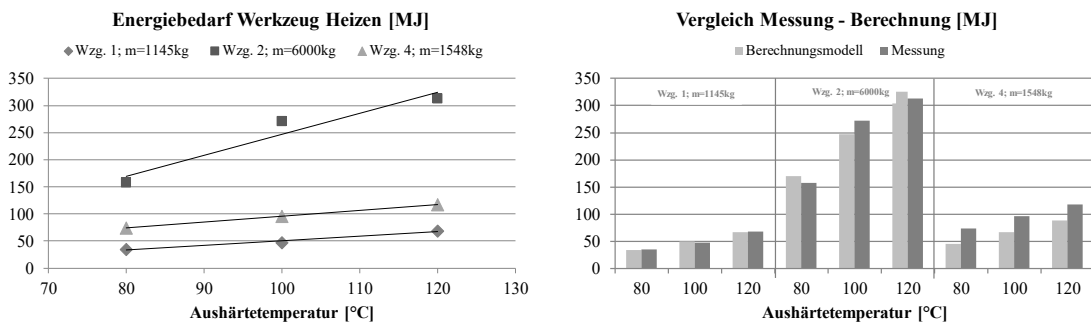 Energiebedarf Werkzeug Heizen [MJ]
Wzg. 1; m=1145kg Wzg. 2; m=6000kg Wzg. 4; m=1548kg
350
300
250
200
150
100
50
0
70 80 90 100 110 120 130
Aushärtetemperatur [°C]
Vergleich Messung - Berechnung [MJ]
Berechnungsmodell Messung
350
300
250
200
150
100
50
0
Wzg. 1; m=1145kg Wzg. 2; m=6000kg Wzg. 4; m=1548kg
80 100 120 80 100 120 80 100 120
Aushärtetemperatur [°C]